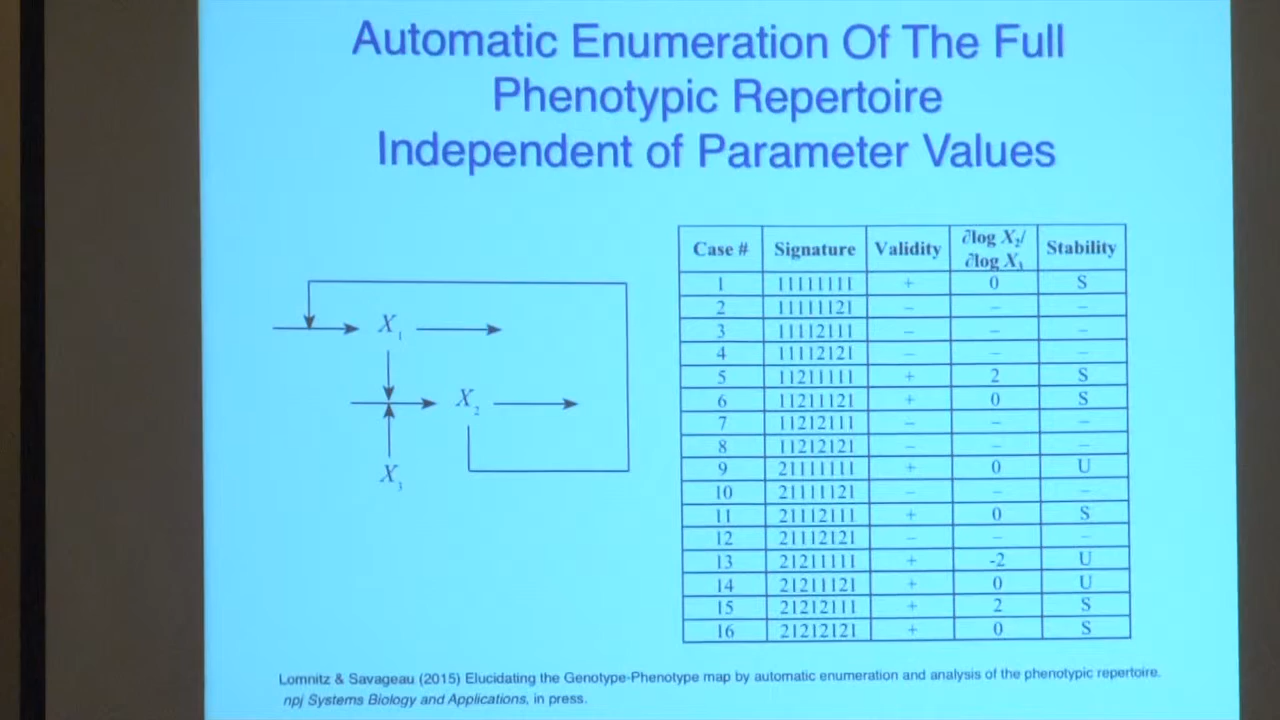 Automatic Enumeration Of The Full
Phenotypic Repertoire
Independent of Parameter Values
X1
X2
X3
Case # Signature Validity ∂log X2/ ∂log X3 Stability
1 11111111 + 0 S
2 11111121 – – –
3 11112111 – – –
4 11112121 – – –
5 11211111 + 2 S
6 11211121 + 0 S
7 11212111 – – –
8 11212121 – – –
9 21111111 + 0 U
10 21111121 – – –
11 21112111 + 0 S
12 21112121 – – –
13 21211111 + -2 U
14 21211121 + 0 U
15 21212111 + 2 S
16 21212121 + 0 S
Lomnitz & Savageau (2015) Elucidating the Genotype-Phenotype map by automatic enumeration and analysis of the phenotypic repertoire.
npj Systems Biology and Applications, in press.